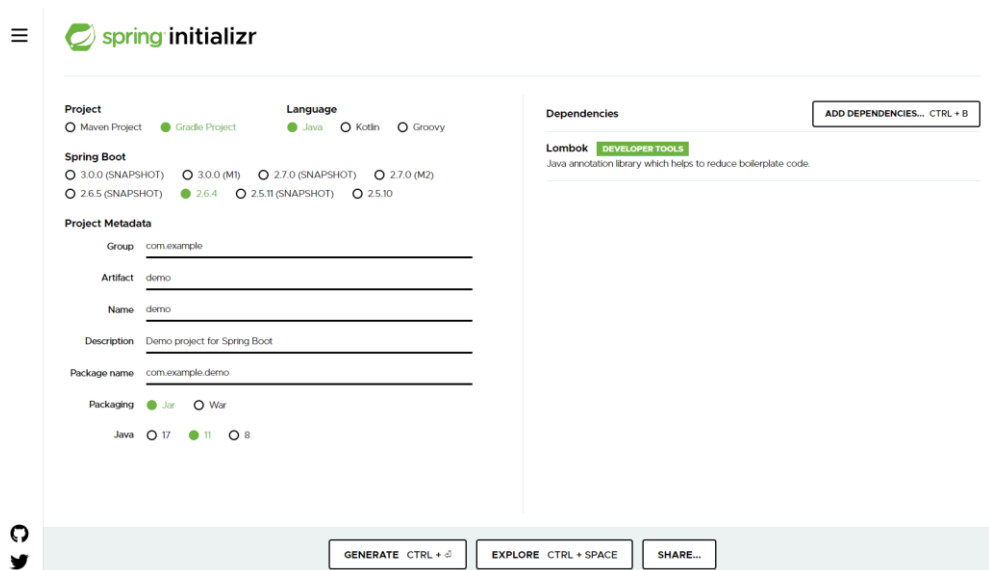 spring initializr
Project
Maven Project Gradle Project
Language
Java Kotlin Groovy
Spring Boot
3.0.0 (SNAPSHOT) 3.0.0 (M1) 2.7.0 (SNAPSHOT) 2.7.0 (M2)
2.6.5 (SNAPSHOT) 2.6.4 2.5.11 (SNAPSHOT) 2.5.10
Project Metadata
Group com.example
Artifact demo
Name demo
Description Demo project for Spring Boot
Package name com.example.demo
Packaging Jar War
Java 17 11 8
Dependencies
ADD DEPENDENCIES... CTRL + B
Lombok DEVELOPER TOOLS
Java annotation library which helps to reduce boilerplate code.
GENERATE CTRL + ⏎
EXPLORE CTRL + SPACE
SHARE...